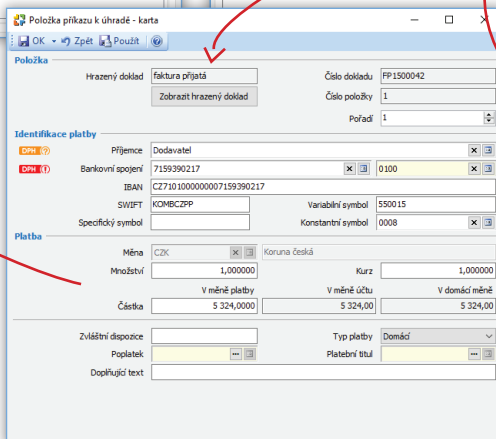 Položka příkazu k úhradě - karta
OK Zpět Použít
Položka
Hrazený doklad faktura přijatá Číslo dokladu FP1500042
Zobrazit hrazený doklad Číslo položky 1
Pořadí 1
Identifikace platby
DPH Příjemce Dodavatel
DPH Bankovní spojení 7159390217 0100
IBAN CZ7101000000007159390217
SWIFT KOMBCZPP Variabilní symbol 550015
Specifický symbol Konstantní symbol 0008
Platba
Měna CZK Koruna česká
Množství 1,000000 Kurz 1,000000
V měně platby V měně účtu V domácí měně
Částka 5 324,0000 5 324,00 5 324,00
Zvláštní dispozice Typ platby Domácí
Poplatek Platební titul
Doplňující text